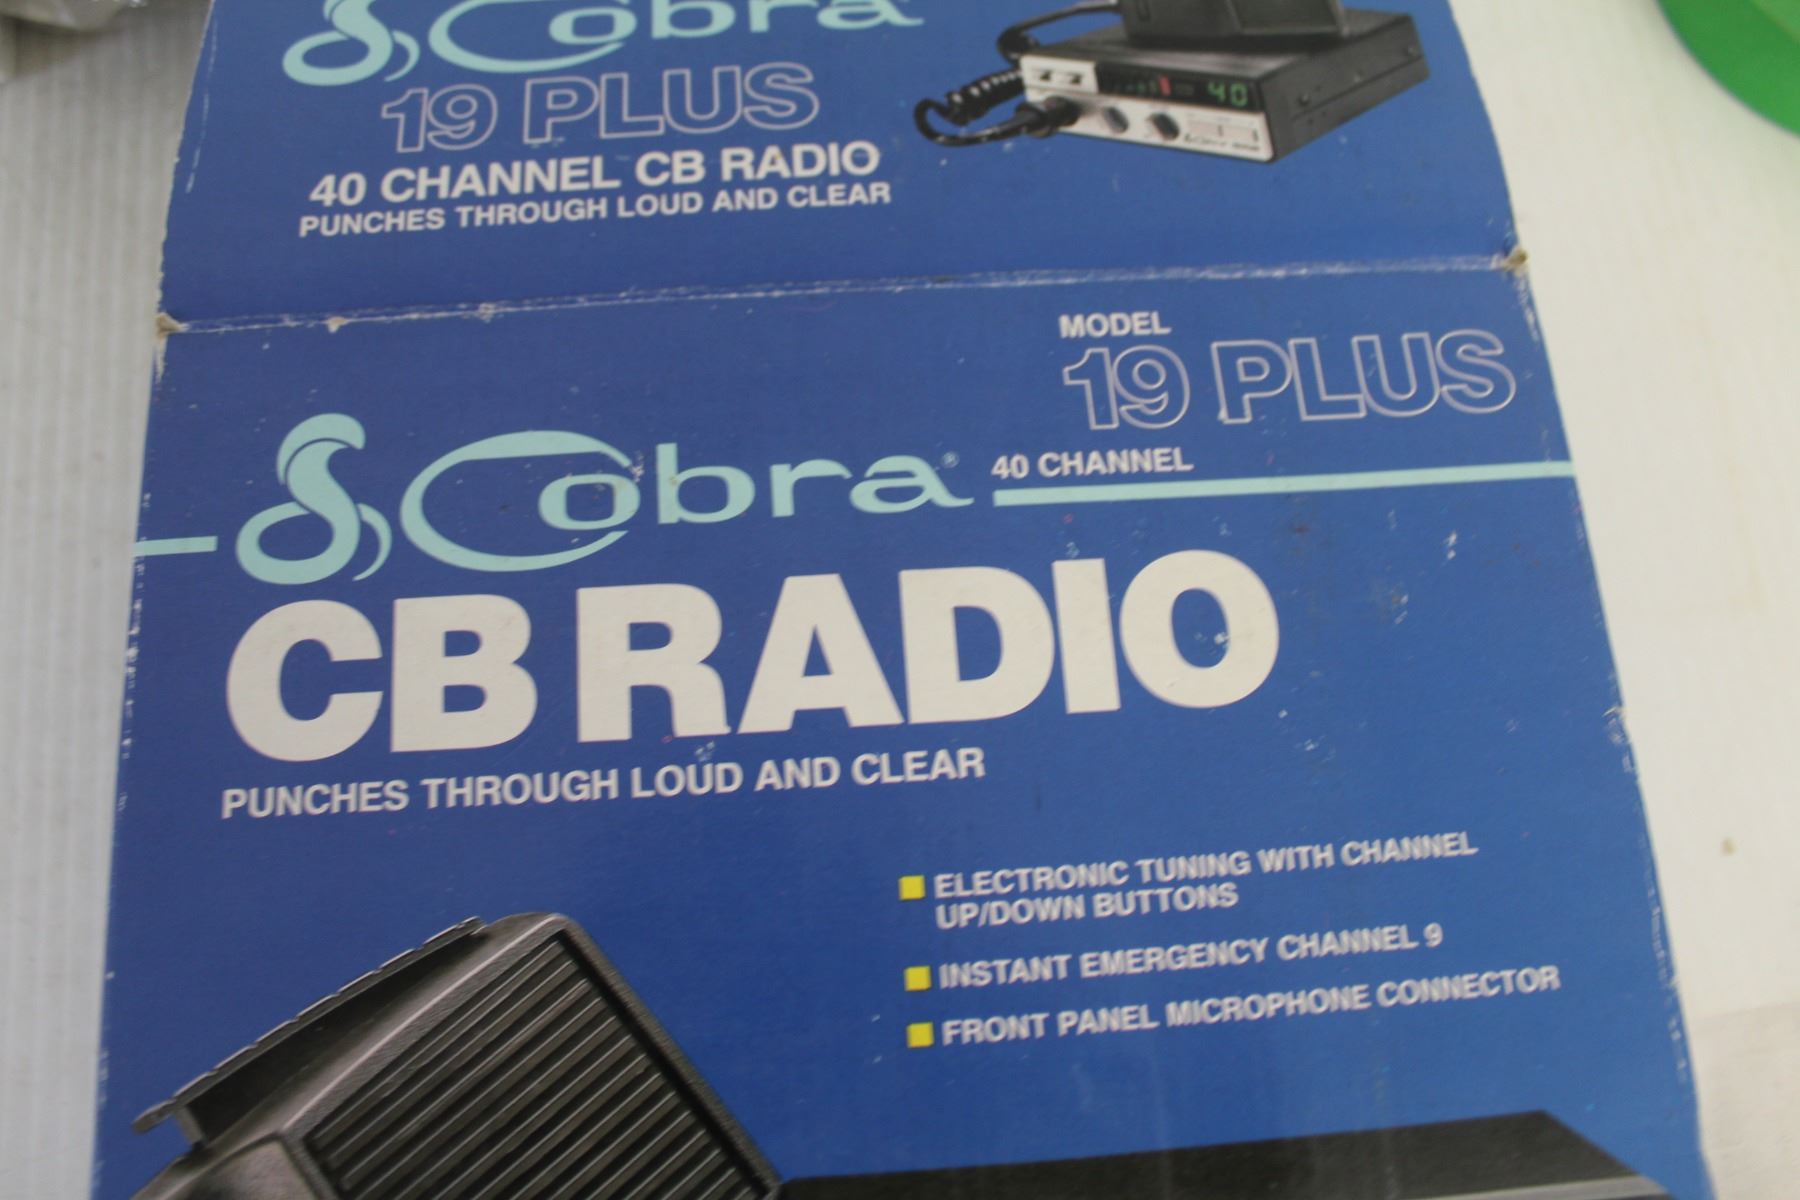 Cobra
19 PLUS
40 CHANNEL CB RADIO
PUNCHES THROUGH LOUD AND CLEAR
40
MODEL
19 PLUS
Cobra® 40 CHANNEL
CB RADIO
PUNCHES THROUGH LOUD AND CLEAR
ELECTRONIC TUNING WITH CHANNEL
UP/DOWN BUTTONS
INSTANT EMERGENCY CHANNEL 9
FRONT PANEL MICROPHONE CONNECTOR